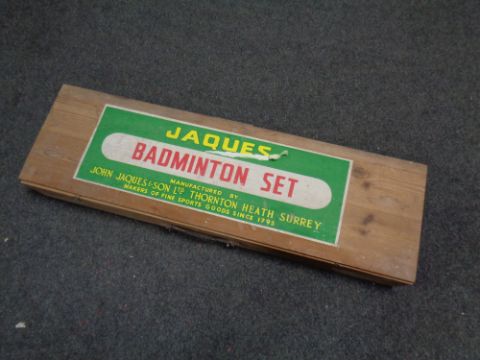 JAQUES
BADMINTON SET
MANUFACTURED BY
JOHN JAQUES & SON LTD THORNTON HEATH SURREY
MAKERS OF FINE SPORTS GOODS SINCE 1795